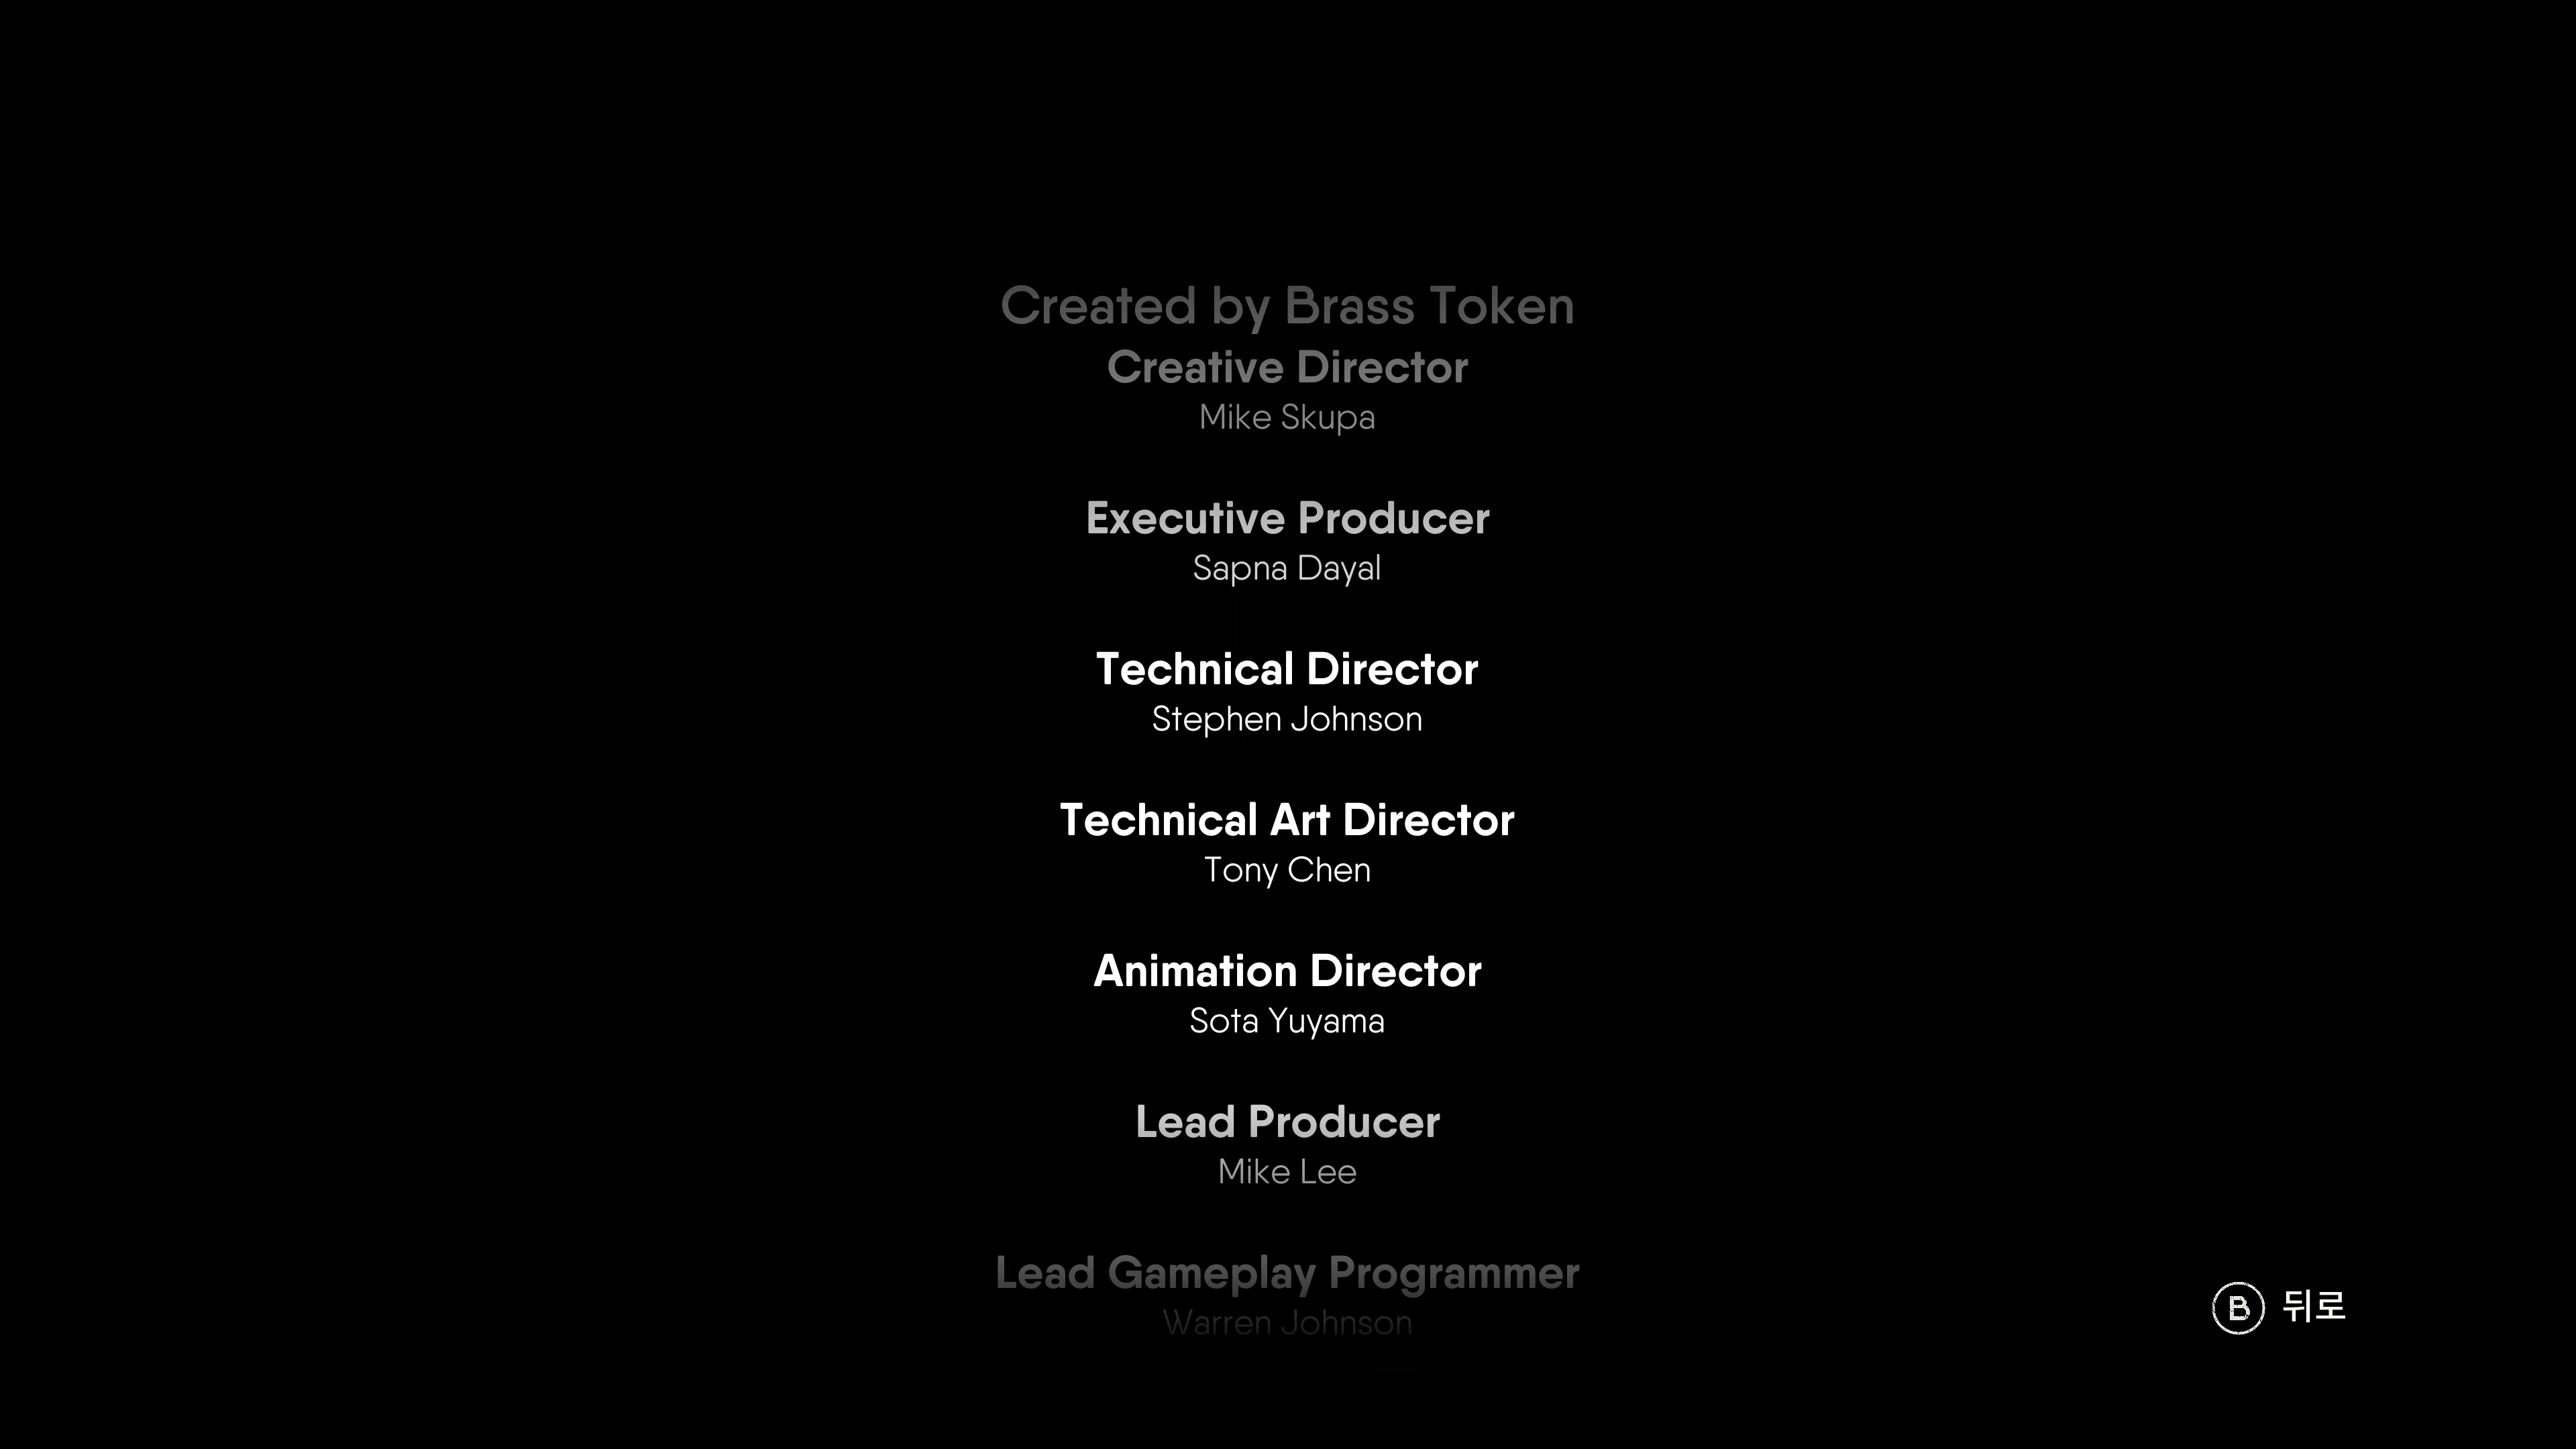 Created by Brass Token
Creative Director
Mike Skupa
Executive Producer
Sapna Dayal
Technical Director
Stephen Johnson
Technical Art Director
Tony Chen
Animation Director
Sota Yuyama
Lead Producer
Mike Lee
Lead Gameplay Programmer
Warren Johnson
B 뒤로